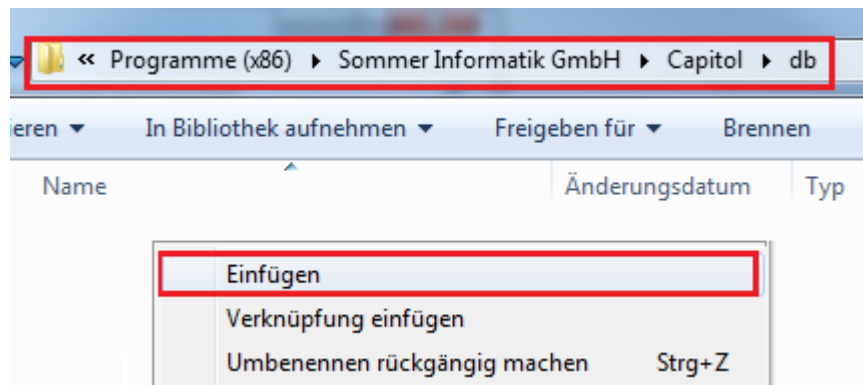 « Programme (x86) ▸ Sommer Informatik GmbH ▸ Capitol ▸ db
ieren ▾ In Bibliothek aufnehmen ▾ Freigeben für ▾ Brennen
Name Änderungsdatum Typ
Einfügen
Verknüpfung einfügen
Umbenennen rückgängig machen Strg+Z